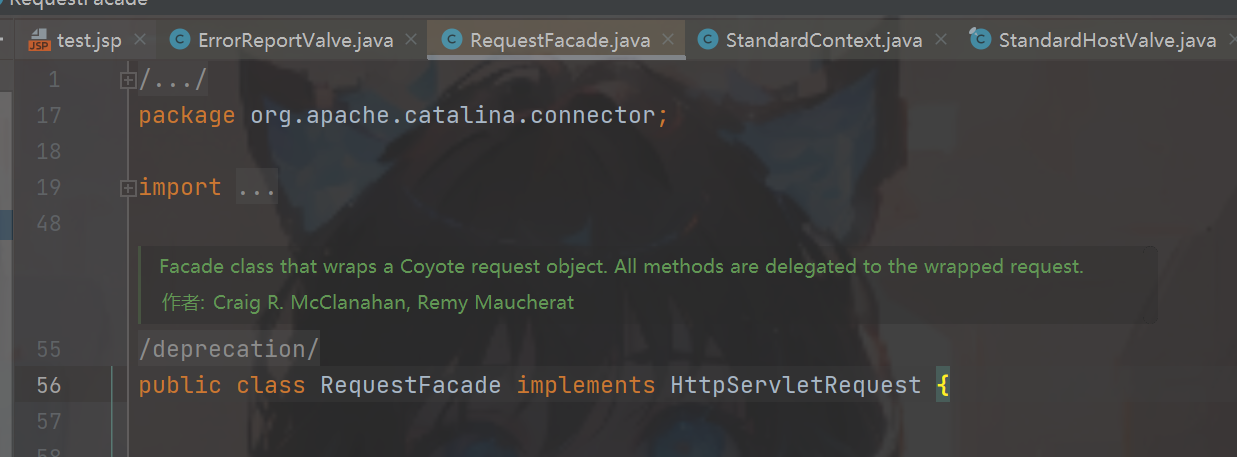 RequestFacade
test.jsp ErrorReportValve.java RequestFacade.java StandardContext.java StandardHostValve.java
1 /.../
17 package org.apache.catalina.connector;
18
19 import ...
48
Facade class that wraps a Coyote request object. All methods are delegated to the wrapped request.
作者: Craig R. McClanahan, Remy Maucherat
55 /deprecation/
56 public class RequestFacade implements HttpServletRequest {
57
58